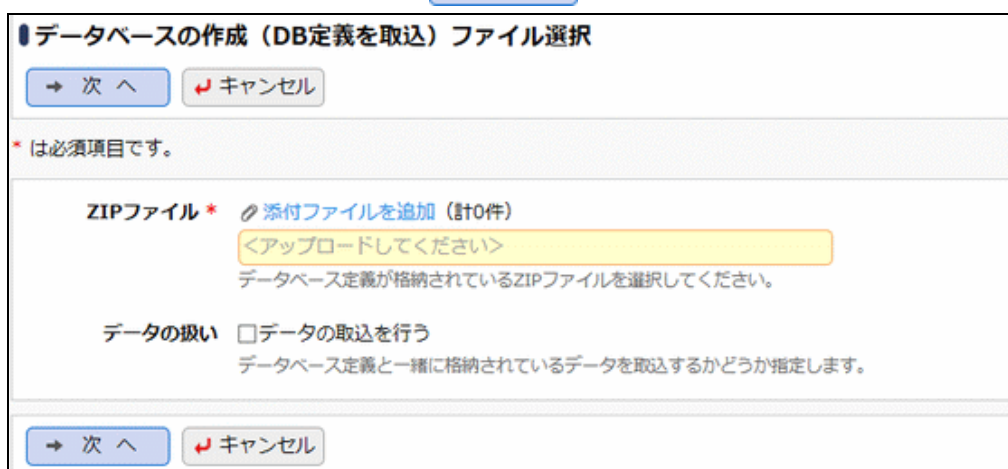 データベースの作成（DB定義を取込）ファイル選択
次 へ キャンセル
* は必須項目です。
ZIPファイル * 添付ファイルを追加（計0件）
<アップロードしてください>
データベース定義が格納されているZIPファイルを選択してください。
データの扱い データの取込を行う
データベース定義と一緒に格納されているデータを取込するかどうか指定します。
次 へ キャンセル